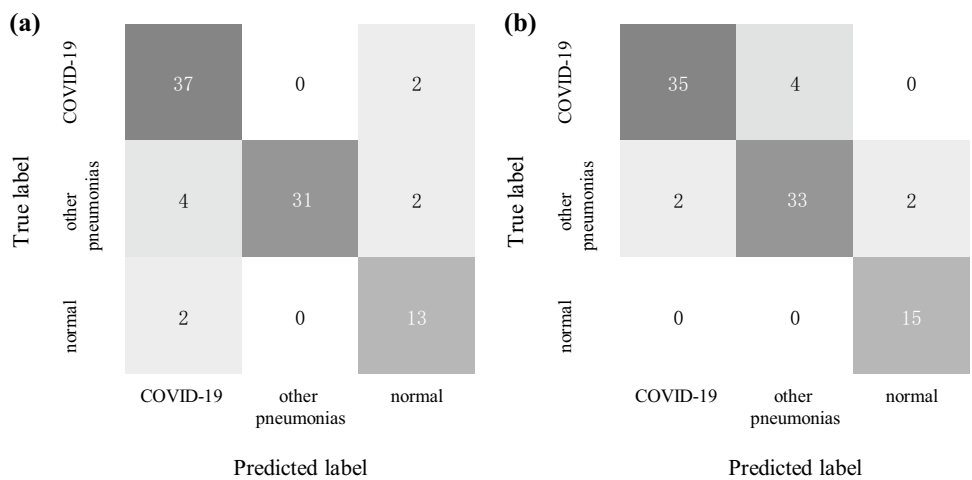 (a)
True label
COVID-19
37 0 2
other
pneumonias
4 31 2
normal
2 0 13
COVID-19 other
pneumonias normal
Predicted label
(b)
True label
COVID-19
35 4 0
other
pneumonias
2 33 2
normal
0 0 15
COVID-19 other
pneumonias normal
Predicted label